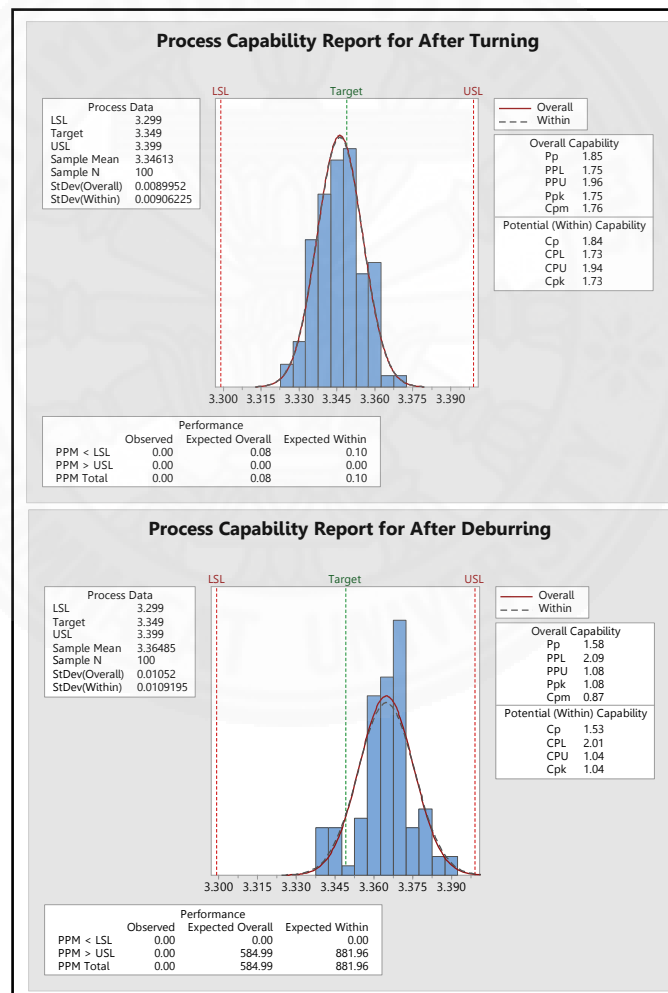 Process Capability Report for After Turning
LSL Target USL
Process Data
LSL 3.299
Target 3.349
USL 3.399
Sample Mean 3.34613
Sample N 100
StDev(Overall) 0.0089952
StDev(Within) 0.00906225
Overall
Within
Overall Capability
Pp 1.85
PPL 1.75
PPU 1.96
Ppk 1.75
Cpm 1.76
Potential (Within) Capability
Cp 1.84
CPL 1.73
CPU 1.94
Cpk 1.73
3.300 3.315 3.330 3.345 3.360 3.375 3.390
Performance
Observed Expected Overall Expected Within
PPM < LSL 0.00 0.08 0.10
PPM > USL 0.00 0.00 0.00
PPM Total 0.00 0.08 0.10
Process Capability Report for After Deburring
LSL Target USL
Process Data
LSL 3.299
Target 3.349
USL 3.399
Sample Mean 3.36485
Sample N 100
StDev(Overall) 0.01052
StDev(Within) 0.0109195
Overall
Within
Overall Capability
Pp 1.58
PPL 2.09
PPU 1.08
Ppk 1.08
Cpm 0.87
Potential (Within) Capability
Cp 1.53
CPL 2.01
CPU 1.04
Cpk 1.04
3.300 3.315 3.330 3.345 3.360 3.375 3.390
Performance
Observed Expected Overall Expected Within
PPM < LSL 0.00 0.00 0.00
PPM > USL 0.00 584.99 881.96
PPM Total 0.00 584.99 881.96